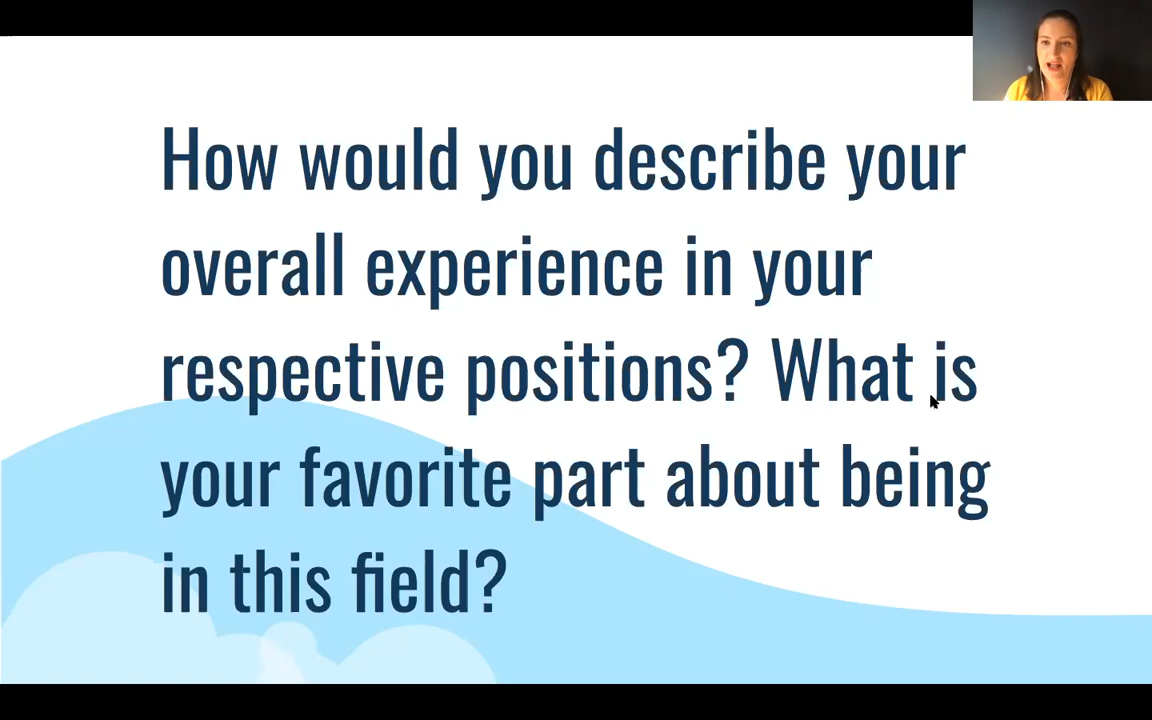 How would you describe your
overall experience in your
respective positions? What is
your favorite part about being
in this field?